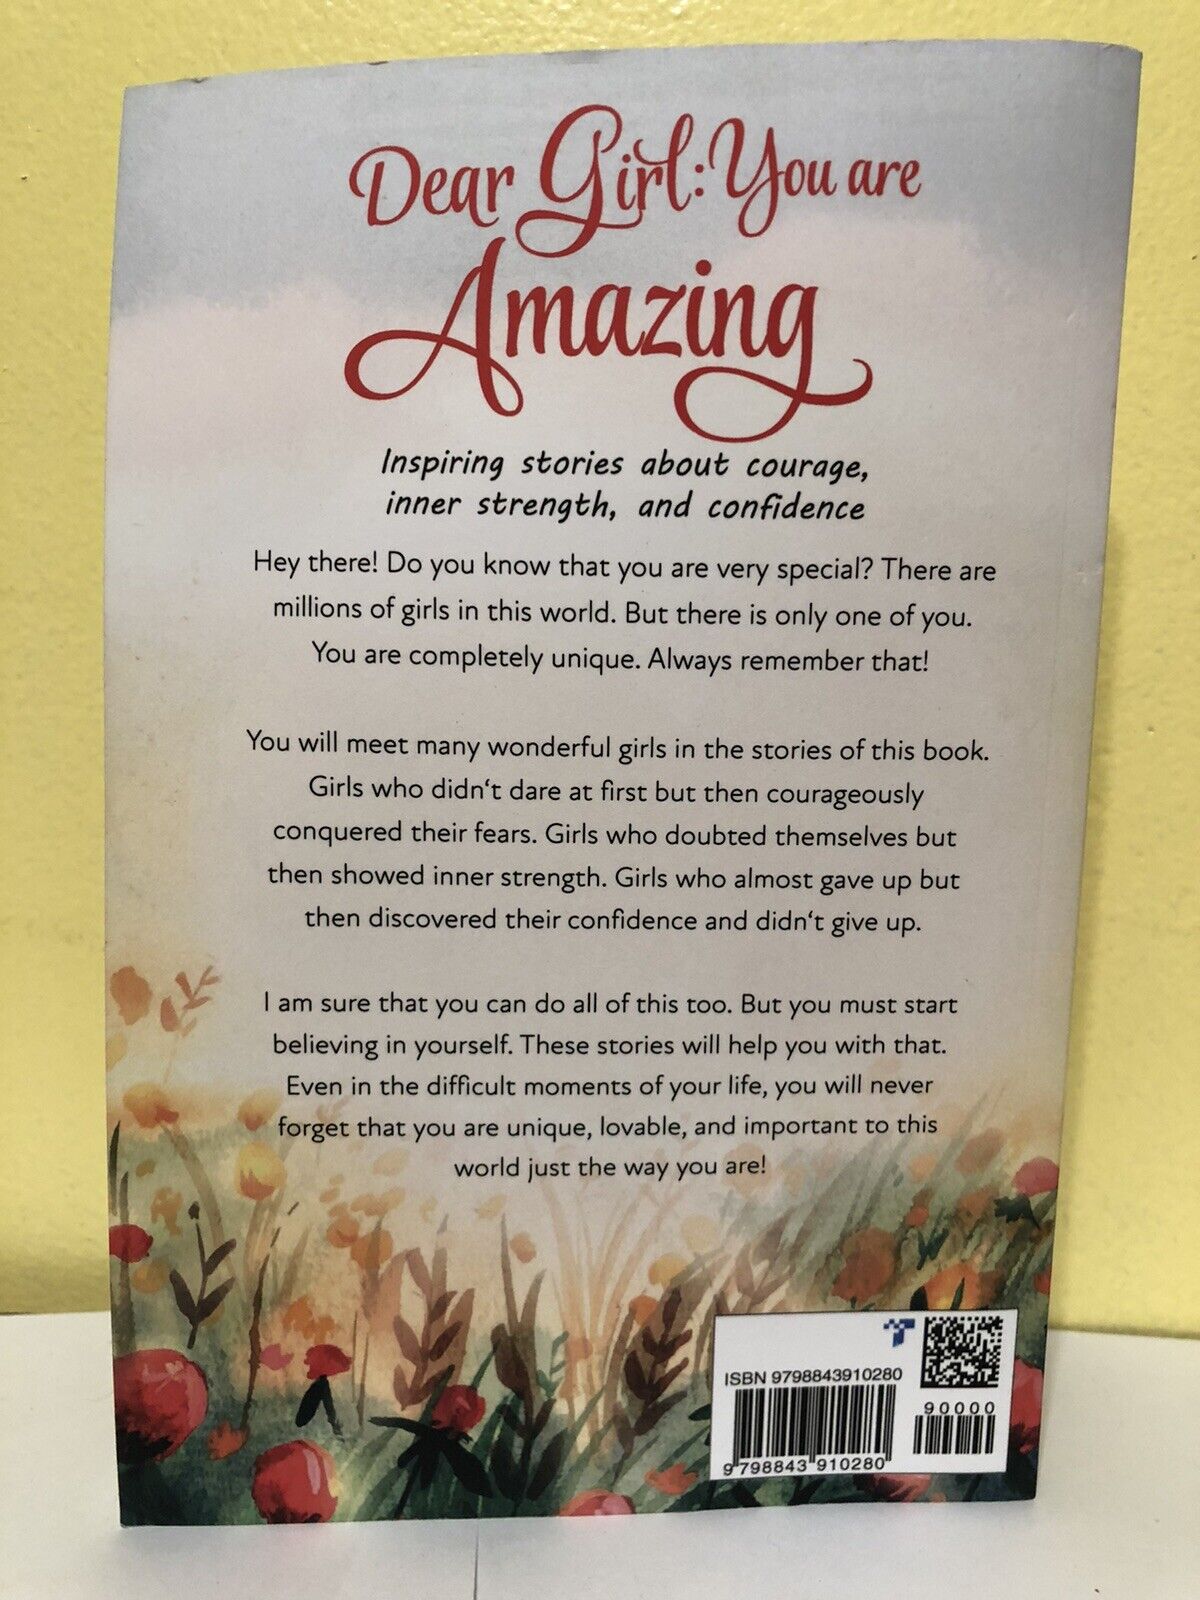 Dear Girl: You are
Amazing
Inspiring stories about courage,
inner strength, and confidence
Hey there! Do you know that you are very special? There are
millions of girls in this world. But there is only one of you.
You are completely unique. Always remember that!
You will meet many wonderful girls in the stories of this book.
Girls who didn‘t dare at first but then courageously
conquered their fears. Girls who doubted themselves but
then showed inner strength. Girls who almost gave up but
then discovered their confidence and didn‘t give up.
I am sure that you can do all of this too. But you must start
believing in yourself. These stories will help you with that.
Even in the difficult moments of your life, you will never
forget that you are unique, lovable, and important to this
world just the way you are!
ISBN 9798843910280
90000
9 798843 910280